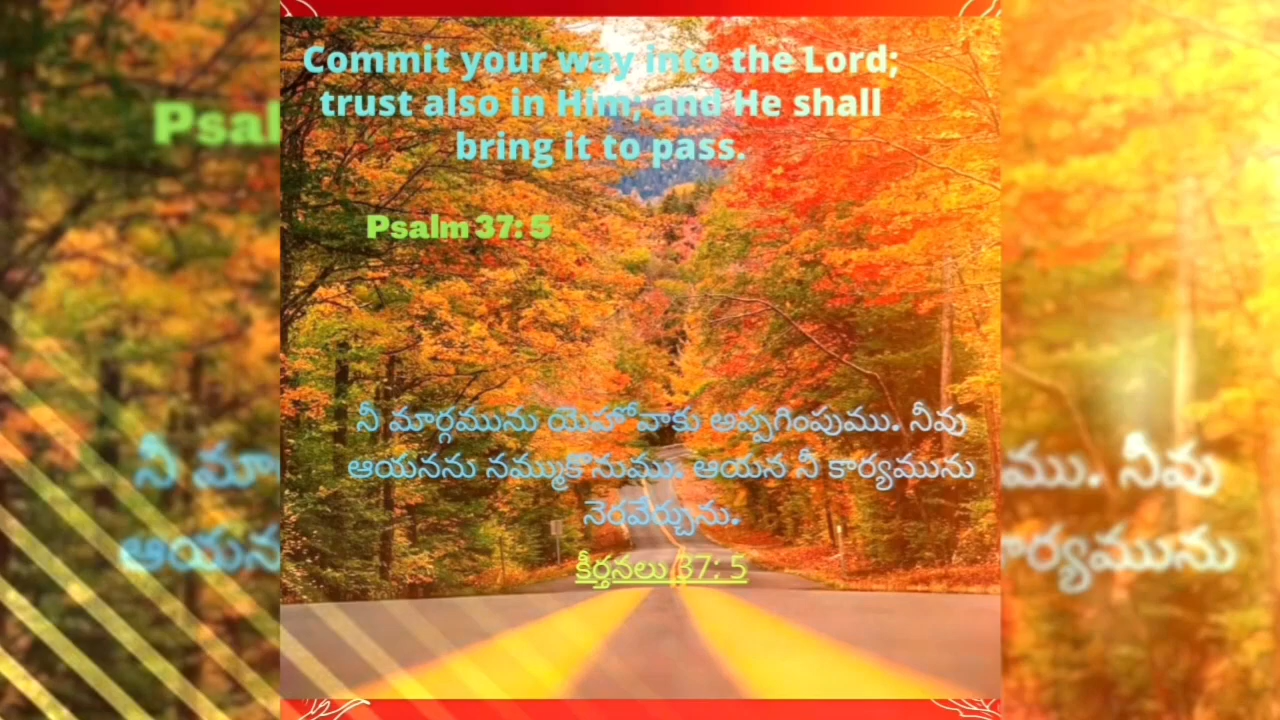 Commit your way into the Lord;
trust also in Him; and He shall
bring it to pass.
Psalm 37: 5
నీ మార్గమును యెహోవాకు అప్పగింపుము. నీవు
ఆయనను నమ్ముకొనుము. ఆయన నీ కార్యమును
నెరవేర్చును.
కీర్తనలు 37: 5